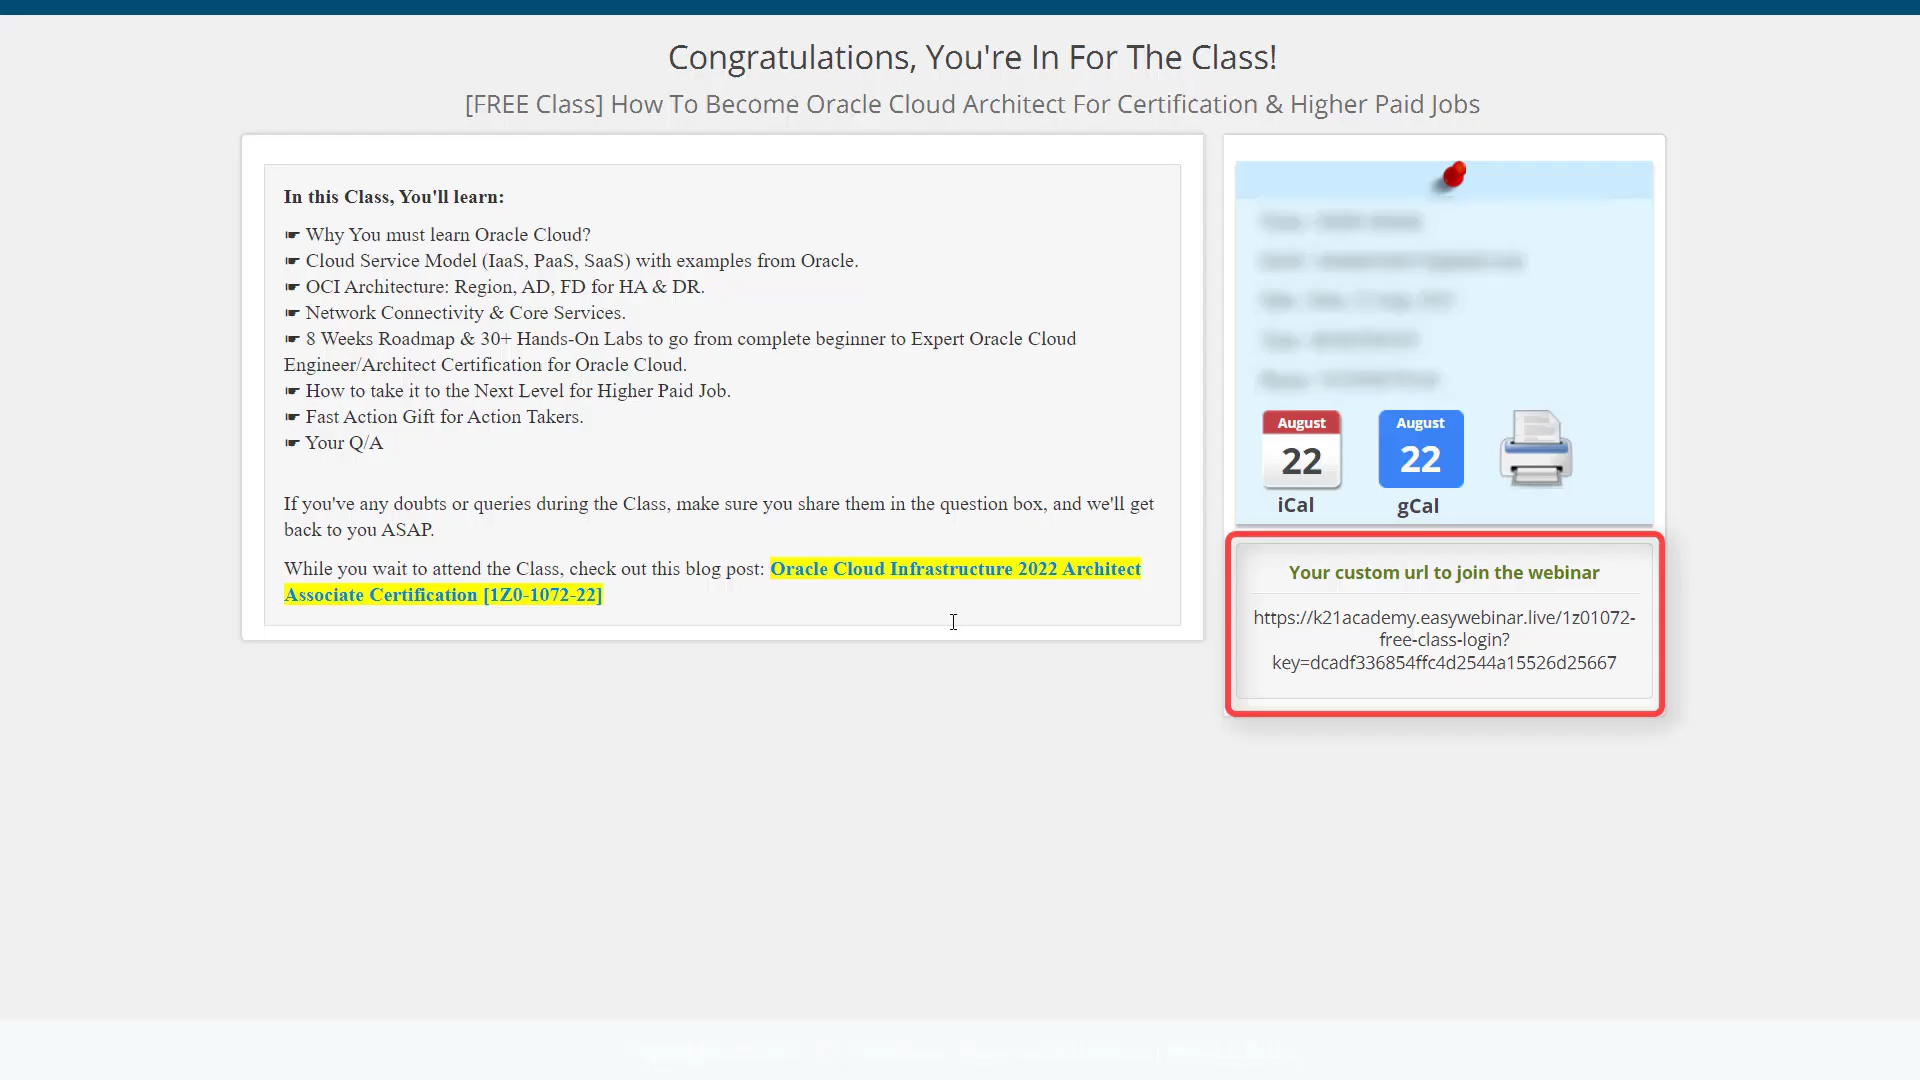 Congratulations, You're In For The Class!
[FREE Class] How To Become Oracle Cloud Architect For Certification & Higher Paid Jobs
In this Class, You'll learn:
☛ Why You must learn Oracle Cloud?
☛ Cloud Service Model (IaaS, PaaS, SaaS) with examples from Oracle.
☛ OCI Architecture: Region, AD, FD for HA & DR.
☛ Network Connectivity & Core Services.
☛ 8 Weeks Roadmap & 30+ Hands-On Labs to go from complete beginner to Expert Oracle Cloud
Engineer/Architect Certification for Oracle Cloud.
☛ How to take it to the Next Level for Higher Paid Job.
☛ Fast Action Gift for Action Takers.
☛ Your Q/A
If you've any doubts or queries during the Class, make sure you share them in the question box, and we'll get
back to you ASAP.
While you wait to attend the Class, check out this blog post: Oracle Cloud Infrastructure 2022 Architect
Associate Certification [1Z0-1072-22]
August
22
iCal
August
22
gCal
Your custom url to join the webinar
https://k21academy.easywebinar.live/1z01072-
free-class-login?
key=dcadf336854ffc4d2544a15526d25667